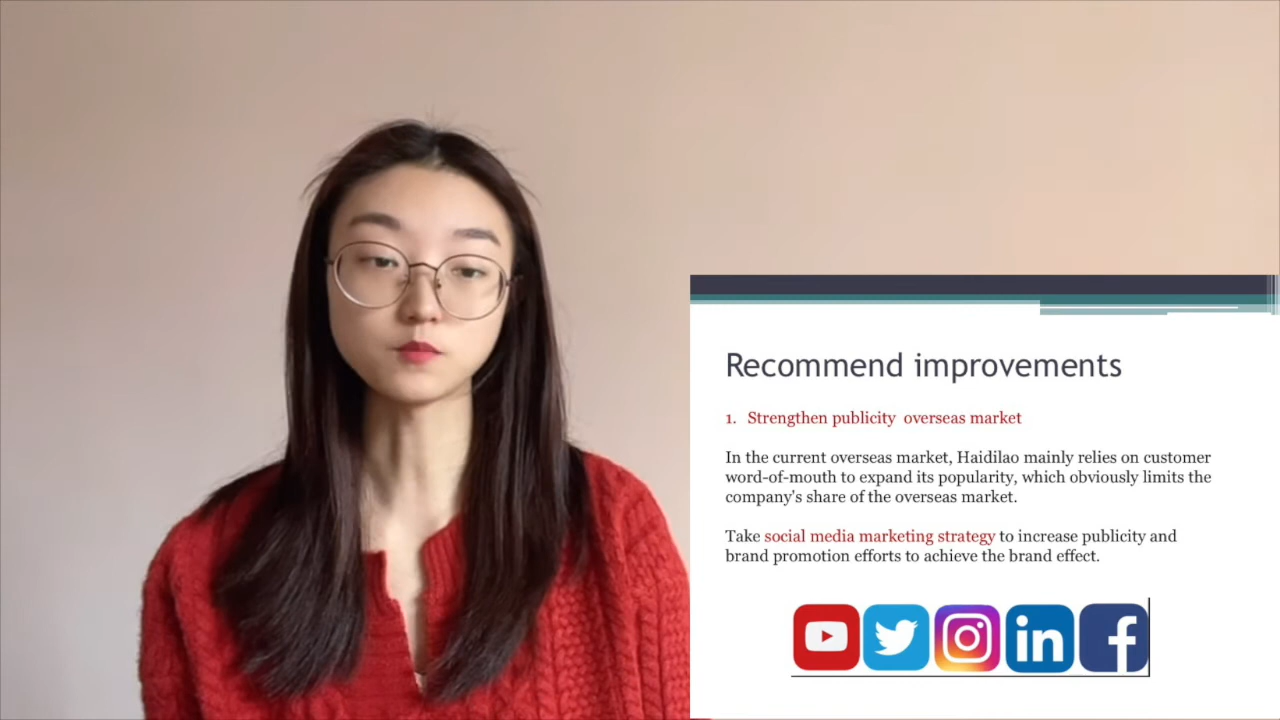 Recommend improvements
1. Strengthen publicity overseas market
In the current overseas market, Haidilao mainly relies on customer
word-of-mouth to expand its popularity, which obviously limits the
company's share of the overseas market.
Take social media marketing strategy to increase publicity and
brand promotion efforts to achieve the brand effect.
in
f